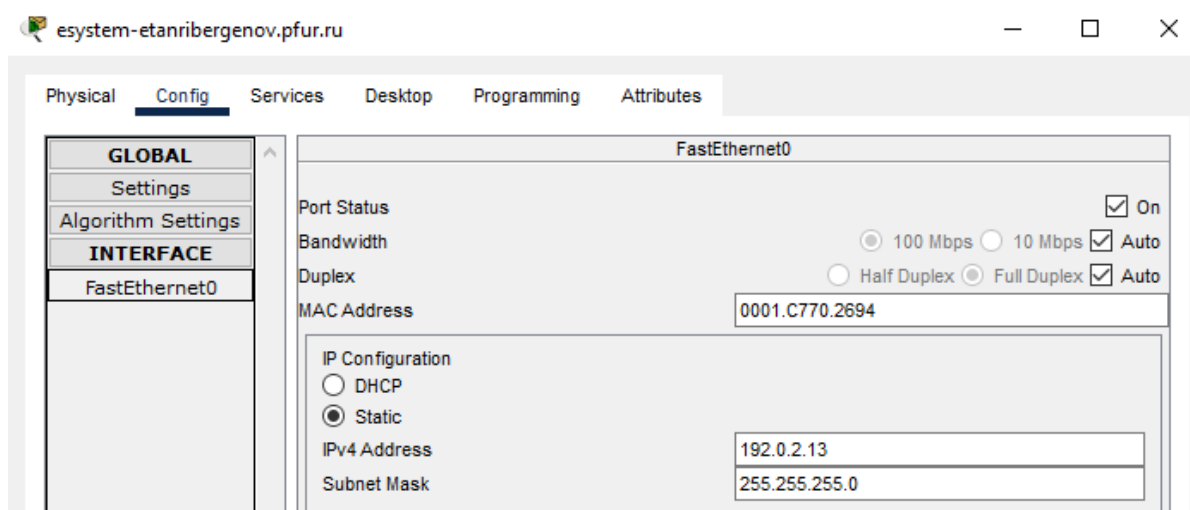 esystem-etanribergenov.pfur.ru
Physical Config Services Desktop Programming Attributes
GLOBAL
Settings
Algorithm Settings
INTERFACE
FastEthernet0
FastEthernet0
Port Status On
Bandwidth 100 Mbps 10 Mbps Auto
Duplex Half Duplex Full Duplex Auto
MAC Address 0001.C770.2694
IP Configuration
DHCP
Static
IPv4 Address 192.0.2.13
Subnet Mask 255.255.255.0